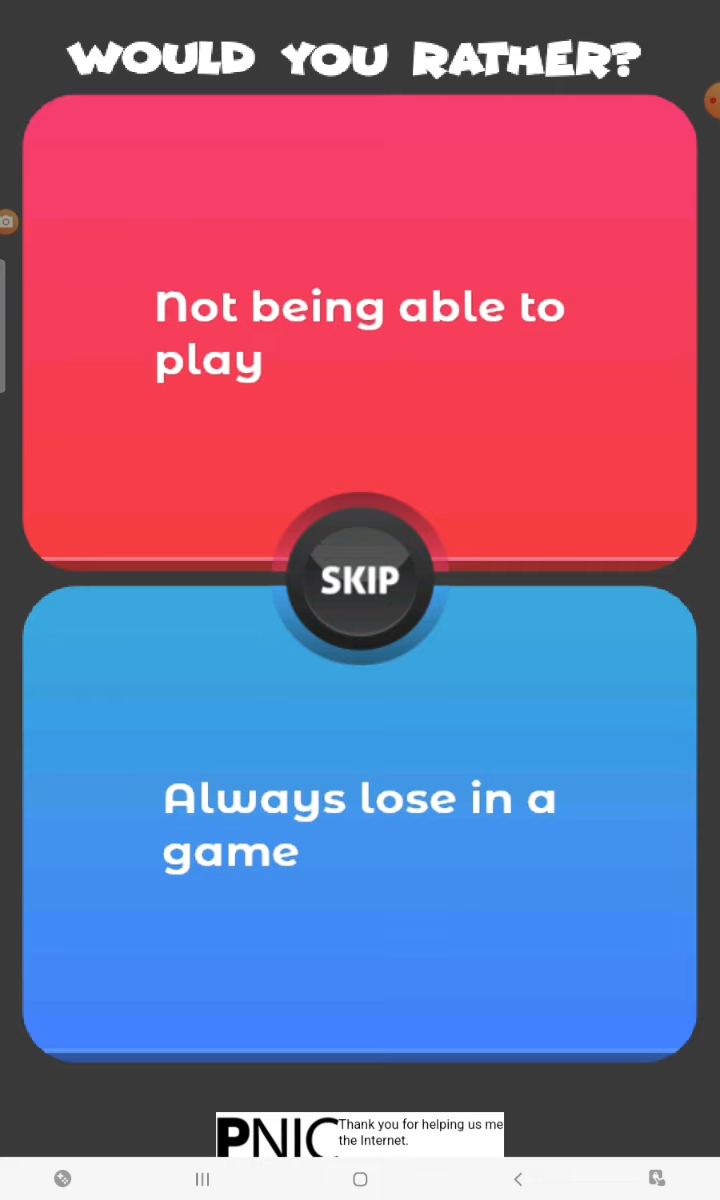 WOULD YOU RATHER?
Not being able to
play
SKIP
Always lose in a
game
PNIC
Thank you for helping us me
the Internet.